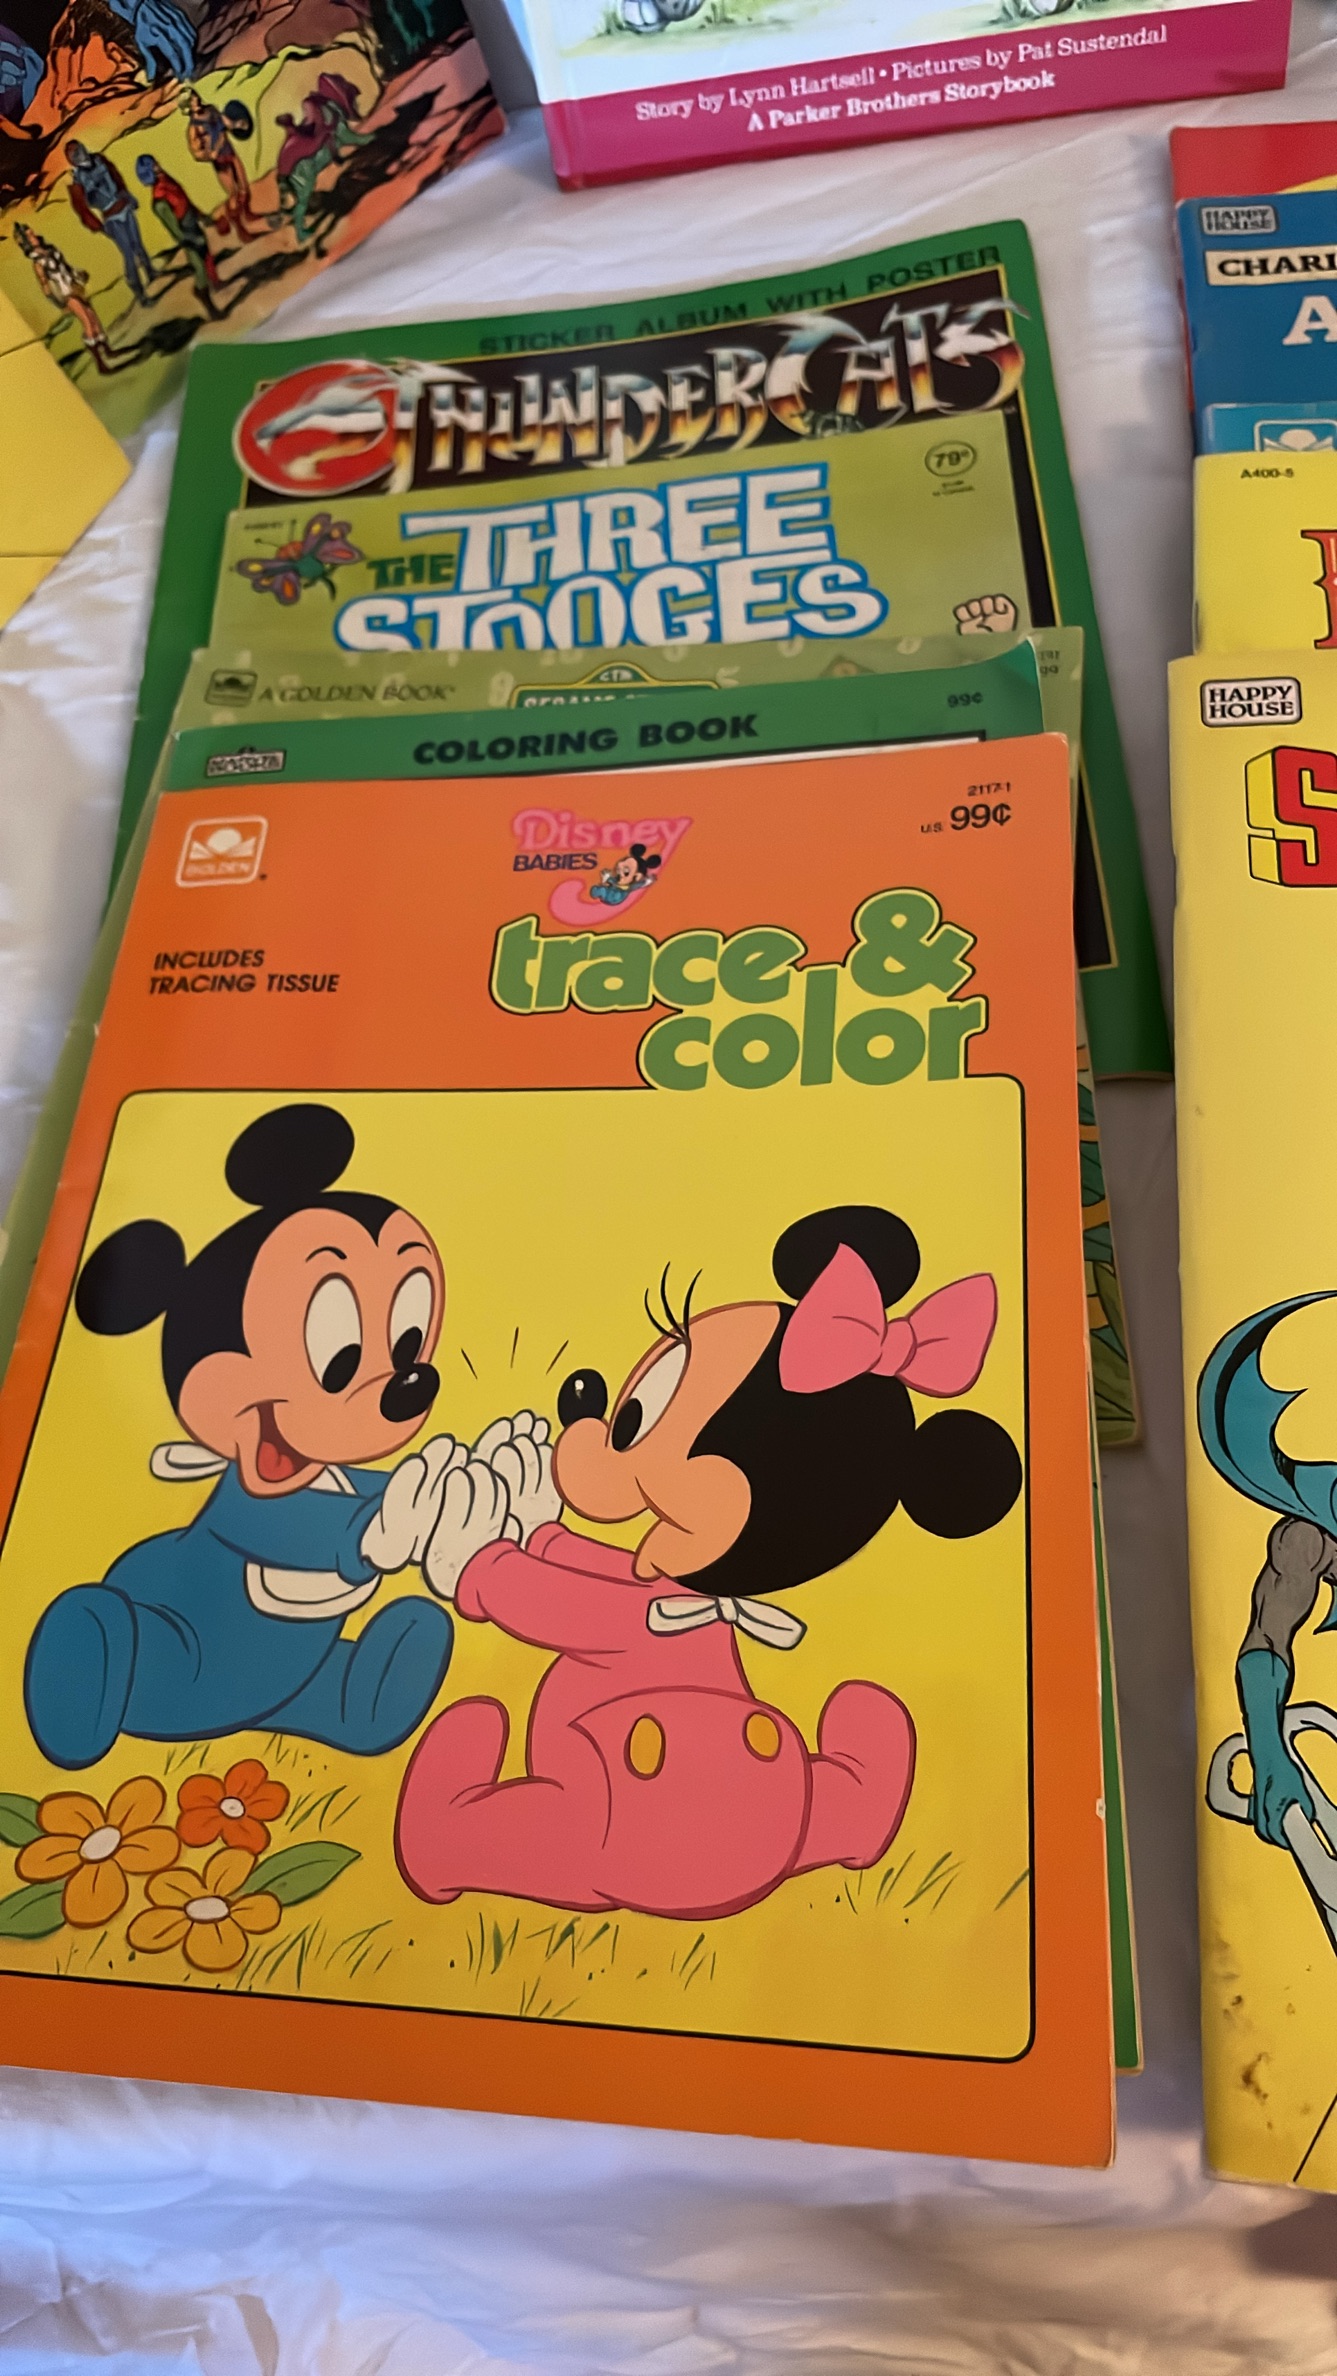 Story by Lynn Hartsell • Pictures by Pat Sustendal
A Parker Brothers Storybook
HAPPY
HOUSE
CHARL
A
STICKER ALBUM WITH POSTER
THUNDERCATS
79¢
THE THREE
STOOGES
A400-5
A GOLDEN BOOK
99¢
COLORING BOOK
HAPPY
HOUSE
S
GOLDEN
Disney
BABIES
2117-1
U.S. 99¢
INCLUDES
TRACING TISSUE
trace &
color